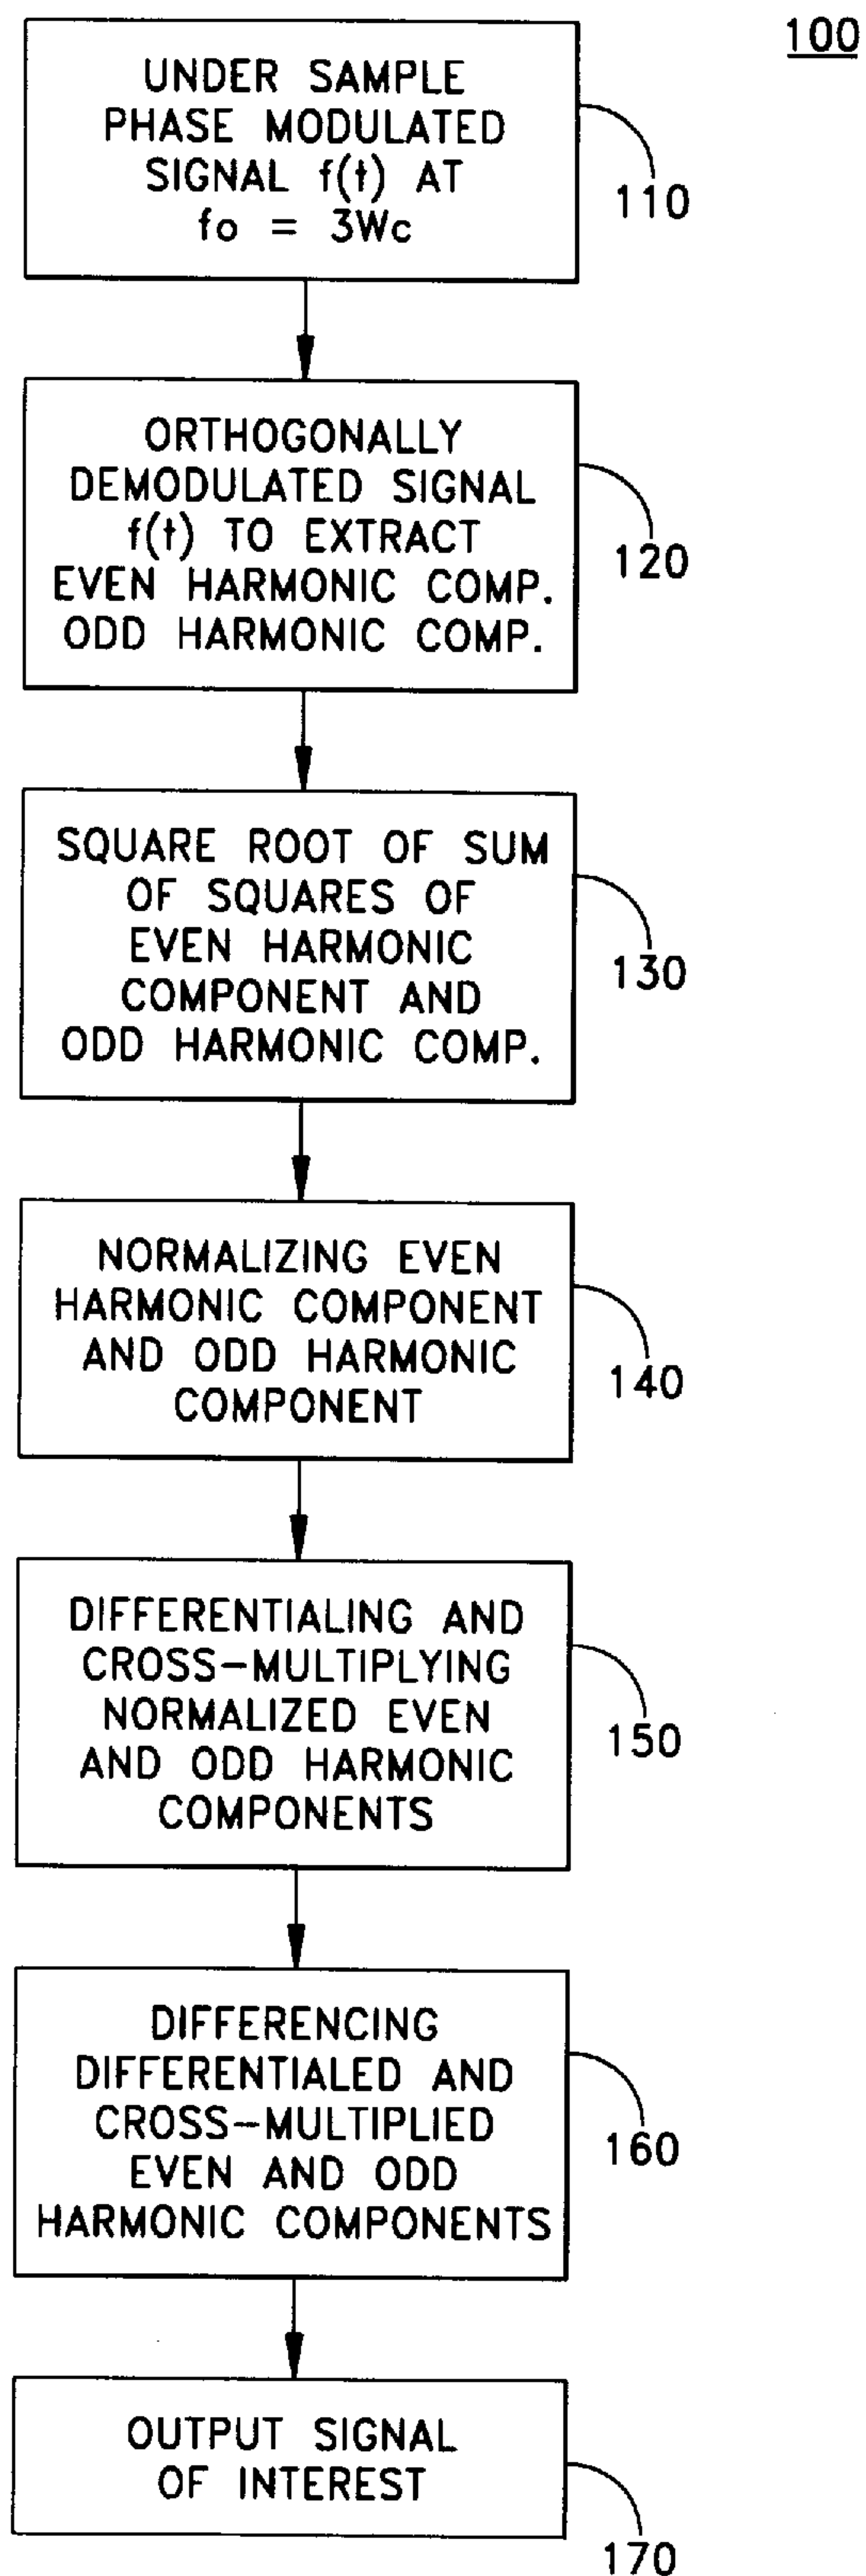 100
UNDER SAMPLE
PHASE MODULATED
SIGNAL f(t) AT
fo = 3Wc
110
ORTHOGONALLY
DEMODULATED SIGNAL
f(t) TO EXTRACT
EVEN HARMONIC COMP.
ODD HARMONIC COMP.
120
SQUARE ROOT OF SUM
OF SQUARES OF
EVEN HARMONIC
COMPONENT AND
ODD HARMONIC COMP.
130
NORMALIZING EVEN
HARMONIC COMPONENT
AND ODD HARMONIC
COMPONENT
140
DIFFERENTIALING AND
CROSS-MULTIPLYING
NORMALIZED EVEN
AND ODD HARMONIC
COMPONENTS
150
DIFFERENCING
DIFFERENTIALED AND
CROSS-MULTIPLIED
EVEN AND ODD
HARMONIC COMPONENTS
160
OUTPUT SIGNAL
OF INTEREST
170